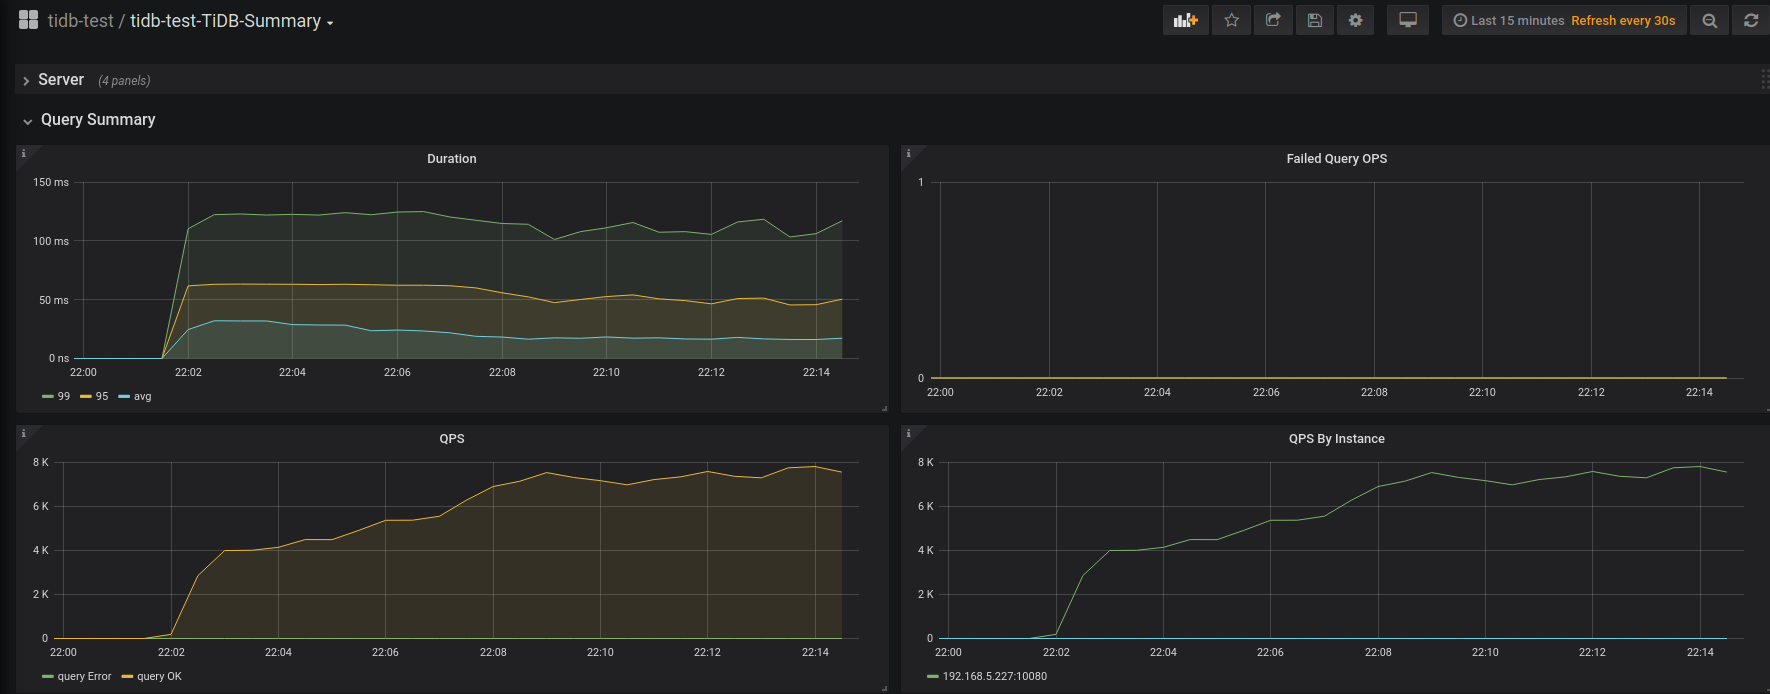 tidb-test / tidb-test-TiDB-Summary
Last 15 minutes Refresh every 30s
Server (4 panels)
Query Summary
Duration
150 ms
100 ms
50 ms
0 ns
22:00 22:02 22:04 22:06 22:08 22:10 22:12 22:14
99 95 avg
Failed Query OPS
1
0
22:00 22:02 22:04 22:06 22:08 22:10 22:12 22:14
QPS
8 K
6 K
4 K
2 K
0
22:00 22:02 22:04 22:06 22:08 22:10 22:12 22:14
query Error query OK
QPS By Instance
8 K
6 K
4 K
2 K
0
22:00 22:02 22:04 22:06 22:08 22:10 22:12 22:14
192.168.5.227:10080